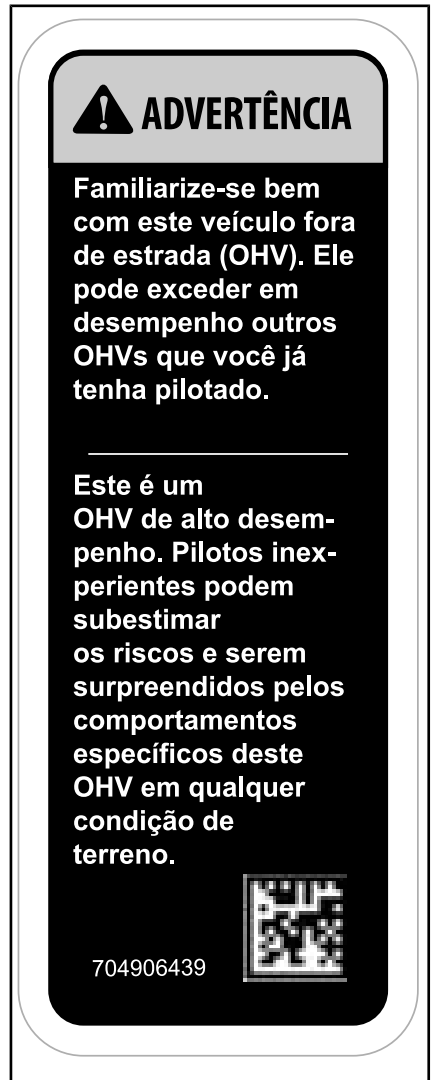 ADVERTÊNCIA
Familiarize-se bem
com este veículo fora
de estrada (OHV). Ele
pode exceder em
desempenho outros
OHVs que você já
tenha pilotado.
Este é um
OHV de alto desem-
penho. Pilotos inex-
perientes podem
subestimar
os riscos e serem
surpreendidos pelos
comportamentos
específicos deste
OHV em qualquer
condição de
terreno.
704906439